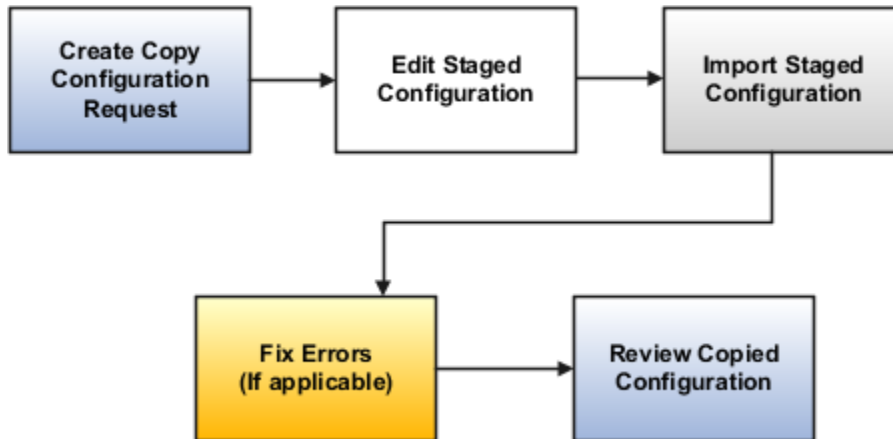 Create Copy
Configuration
Request
Edit Staged
Configuration
Import Staged
Configuration
Fix Errors
(If applicable)
Review Copied
Configuration